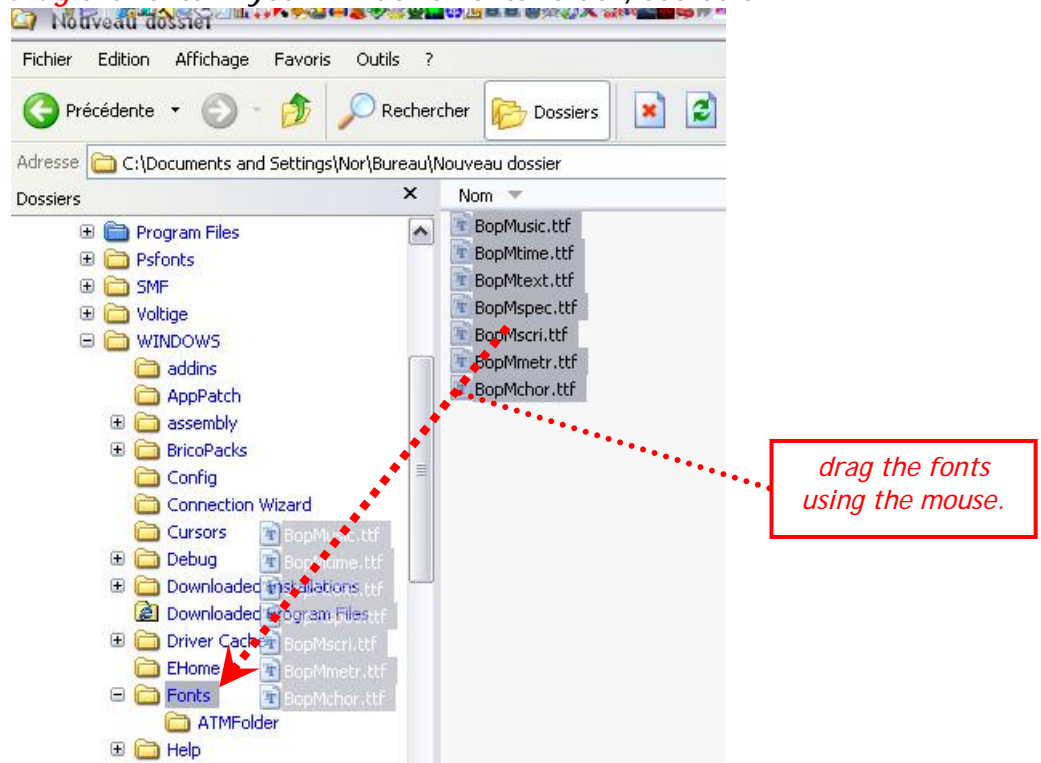 Nouveau dossier
Fichier Edition Affichage Favoris Outils ?
Précédente Rechercher Dossiers
Adresse C:\Documents and Settings\Nor\Bureau\Nouveau dossier
Dossiers
Nom
Program Files
Psfonts
SMF
Voltige
WINDOWS
addins
AppPatch
assembly
BricoPacks
Config
Connection Wizard
Cursors
Debug
Downloaded Installations
Downloaded Program Files
Driver Cache
EHome
Fonts
ATMFolder
Help
BopMusic.ttf
BopMtime.ttf
BopMtext.ttf
BopMspec.ttf
BopMscri.ttf
BopMmetr.ttf
BopMchor.ttf
BopMusic.ttf
BopMtime.ttf
BopMscri.ttf
BopMmetr.ttf
BopMchor.ttf
drag the fonts
using the mouse.